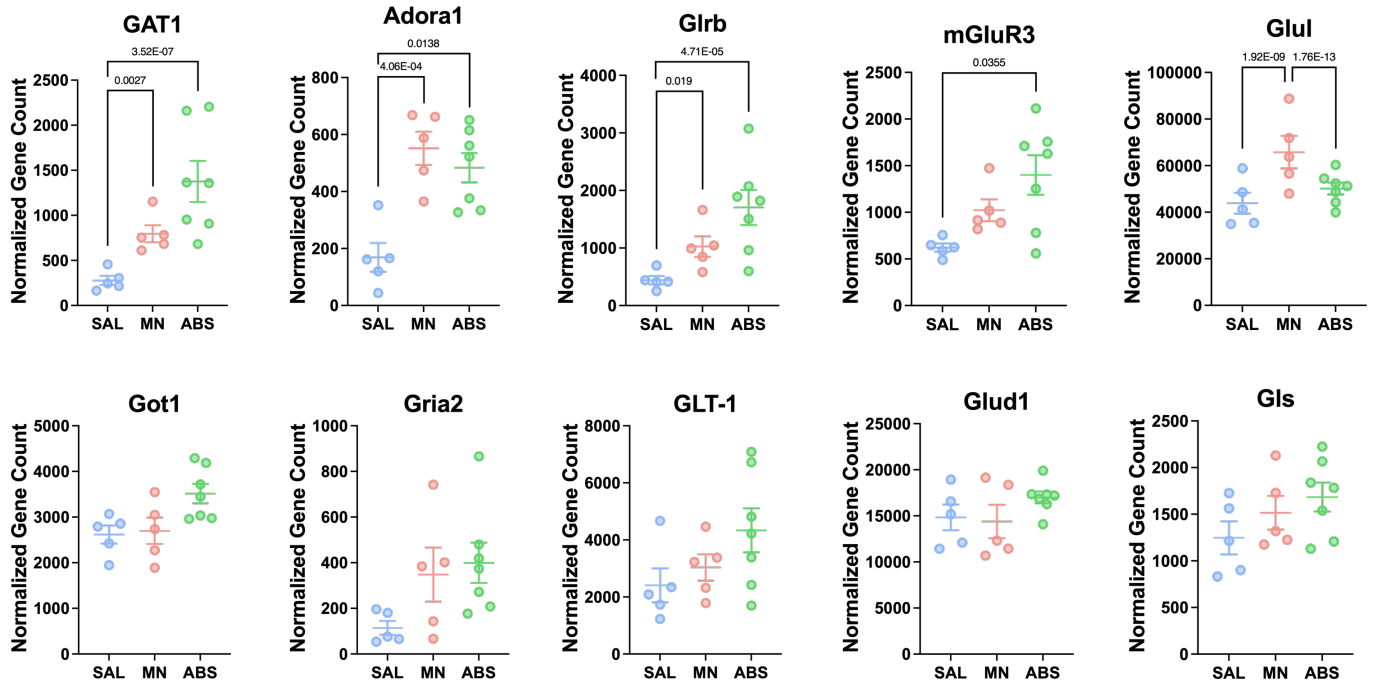 GAT1
3.52E-07
0.0027
Normalized Gene Count
2500
2000
1500
1000
500
0
SAL MN ABS
Adora1
0.0138
4.06E-04
Normalized Gene Count
800
600
400
200
0
SAL MN ABS
Glrb
4.71E-05
0.019
Normalized Gene Count
4000
3000
2000
1000
0
SAL MN ABS
mGluR3
0.0355
Normalized Gene Count
2500
2000
1500
1000
500
0
SAL MN ABS
Glul
1.92E-09 1.76E-13
Normalized Gene Count
100000
80000
60000
40000
20000
0
SAL MN ABS
Got1
Normalized Gene Count
5000
4000
3000
2000
1000
0
SAL MN ABS
Gria2
Normalized Gene Count
1000
800
600
400
200
0
SAL MN ABS
GLT-1
Normalized Gene Count
8000
6000
4000
2000
0
SAL MN ABS
Glud1
Normalized Gene Count
25000
20000
15000
10000
5000
0
SAL MN ABS
Gls
Normalized Gene Count
2500
2000
1500
1000
500
0
SAL MN ABS